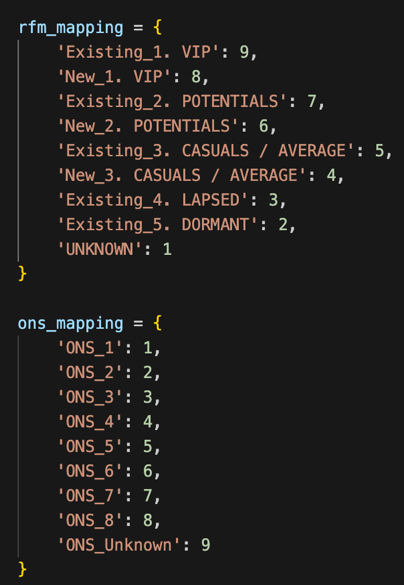 rfm_mapping = {
    'Existing_1. VIP': 9,
    'New_1. VIP': 8,
    'Existing_2. POTENTIALS': 7,
    'New_2. POTENTIALS': 6,
    'Existing_3. CASUALS / AVERAGE': 5,
    'New_3. CASUALS / AVERAGE': 4,
    'Existing_4. LAPSED': 3,
    'Existing_5. DORMANT': 2,
    'UNKNOWN': 1
}
ons_mapping = {
    'ONS_1': 1,
    'ONS_2': 2,
    'ONS_3': 3,
    'ONS_4': 4,
    'ONS_5': 5,
    'ONS_6': 6,
    'ONS_7': 7,
    'ONS_8': 8,
    'ONS_Unknown': 9
}